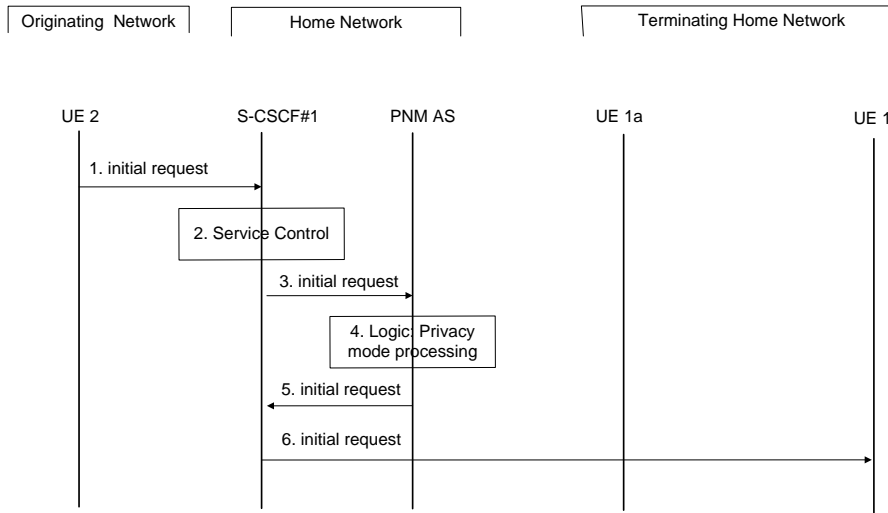 Originating Network
Home Network
Terminating Home Network
UE 2
S-CSCF#1
PNM AS
UE 1a
UE 1
1. initial request
2. Service Control
3. initial request
4. Logic: Privacy
mode processing
5. initial request
6. initial request